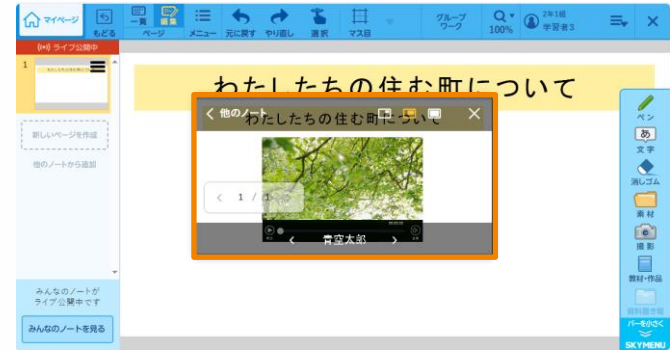 マイページ
もどる
一覧
編集
ページ
メニュー
元に戻す
やり直し
選択
マス目
グループ
ワーク
100%
2年1組
学習者3
ライブ公開中
1
新しいページを作成
他のノートから追加
みんなのノートが
ライブ公開中です
みんなのノートを見る
わたしたちの住む町について
他のノート
わたしたちの住む町について
1 / 1
青空太郎
ペン
あ
文字
消しゴム
素材
撮影
教材・作品
資料置き場
バーを小さく
SKYMENU